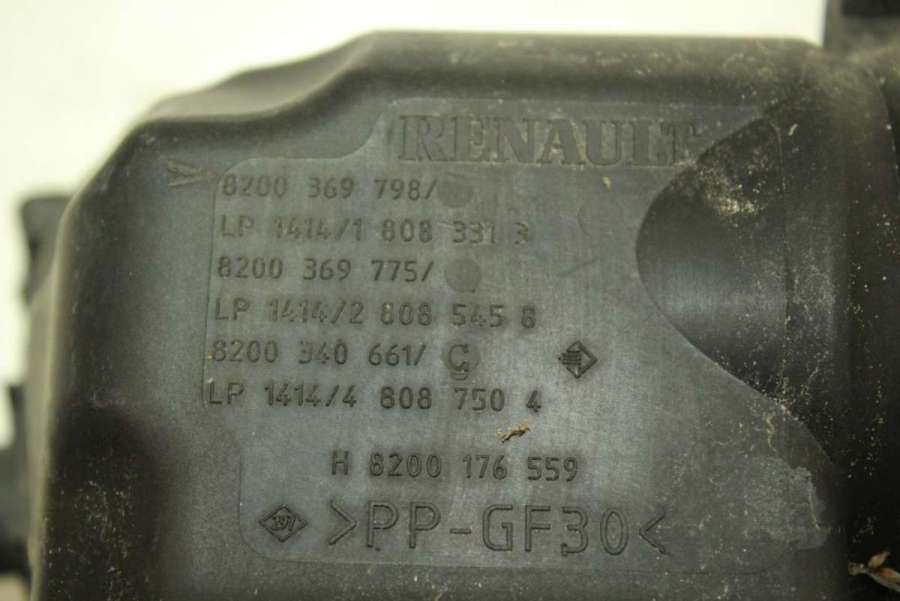 RENAULT
8200 369 798/
LP 1414/1 808 331 3
8200 369 775/
LP 1414/2 808 545 8
8200 340 661/ C
LP 1414/4 808 750 4
H 8200 176 559
>PP-GF30<